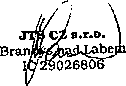 JTS CZ s.r.o.
Brandýs nad Labem
IČ 29026806